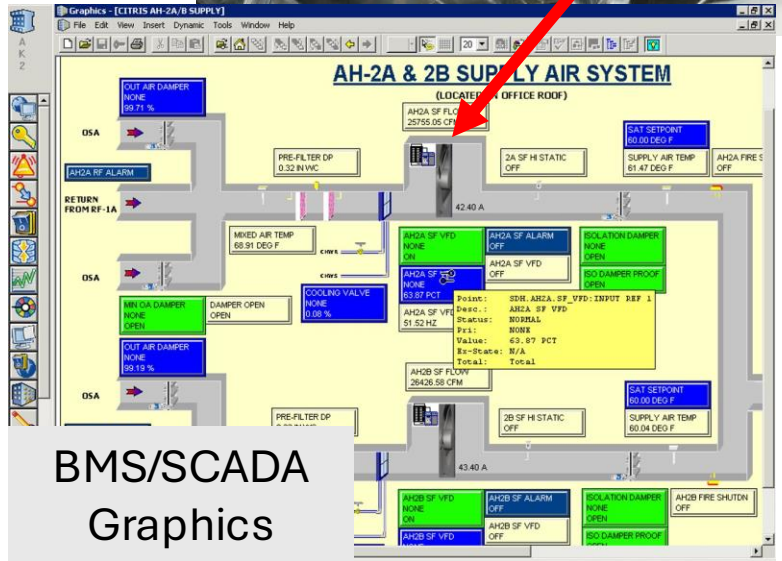 Graphics - [CITRIS AH-2A/B SUPPLY]
File Edit View Insert Dynamic Tools Window Help
20
A
K
2
AH-2A & 2B SUPPLY AIR SYSTEM
(LOCATED ON OFFICE ROOF)
OUT AIR DAMPER
NONE
99.71 %
OSA
AH2A RF ALARM
RETURN
FROM RF-1A
AH2A SF FLOW
25755.05 CFM
PRE-FILTER DP
0.32 IN WC
2A SF HI STATIC
OFF
SAT SETPOINT
60.00 DEG F
SUPPLY AIR TEMP
61.47 DEG F
AH2A FIRE S
OFF
42.40 A
MIXED AIR TEMP
68.91 DEG F
CHWR
CHWS
COOLING VALVE
NONE
0.08 %
OSA
MIN OA DAMPER
NONE
OPEN
DAMPER OPEN
OPEN
AH2A SF VFD
NONE
ON
AH2A SF ALARM
OFF
AH2A SF VFD
OFF
ISOLATION DAMPER
NONE
OPEN
ISO DAMPER PROOF
OPEN
AH2A SF
NONE
63.87 PCT
AH2A SF VFD
51.52 HZ
Point: SDH.AH2A.SF_VFD:INPUT REF 1
Desc.: AH2A SF VFD
Status: NORMAL
Pri: NONE
Value: 63.87 PCT
Ex-State: N/A
Total: Total
OUT AIR DAMPER
NONE
99.19 %
OSA
AH2B SF FLOW
26426.58 CFM
PRE-FILTER DP
2B SF HI STATIC
OFF
SAT SETPOINT
60.00 DEG F
SUPPLY AIR TEMP
60.04 DEG F
43.40 A
AH2B SF VFD
NONE
ON
AH2B SF ALARM
OFF
AH2B SF VFD
OFF
ISOLATION DAMPER
NONE
OPEN
ISO DAMPER PROOF
AH2B FIRE SHUTDN
OFF
AH2B SF VFD
BMS/SCADA
Graphics